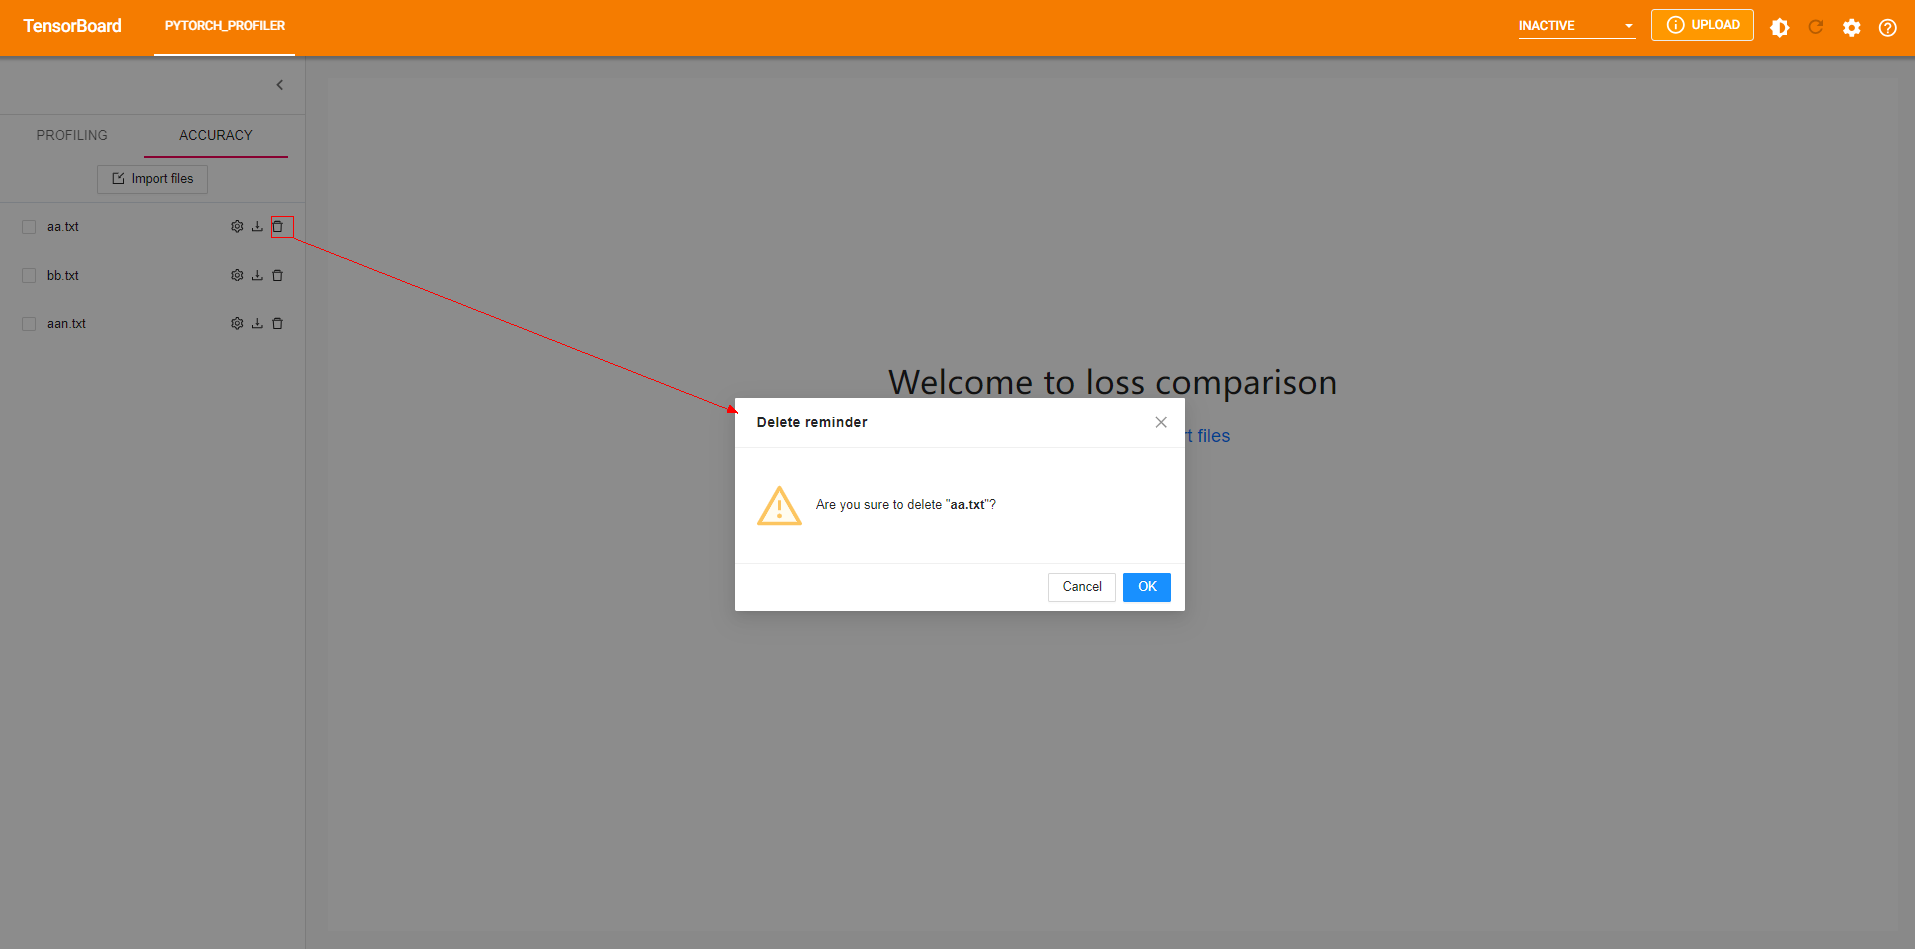 TensorBoard
PYTORCH_PROFILER
INACTIVE
UPLOAD
PROFILING
ACCURACY
Import files
aa.txt
bb.txt
aan.txt
Welcome to loss comparison
files
Delete reminder
Are you sure to delete "aa.txt"?
Cancel
OK